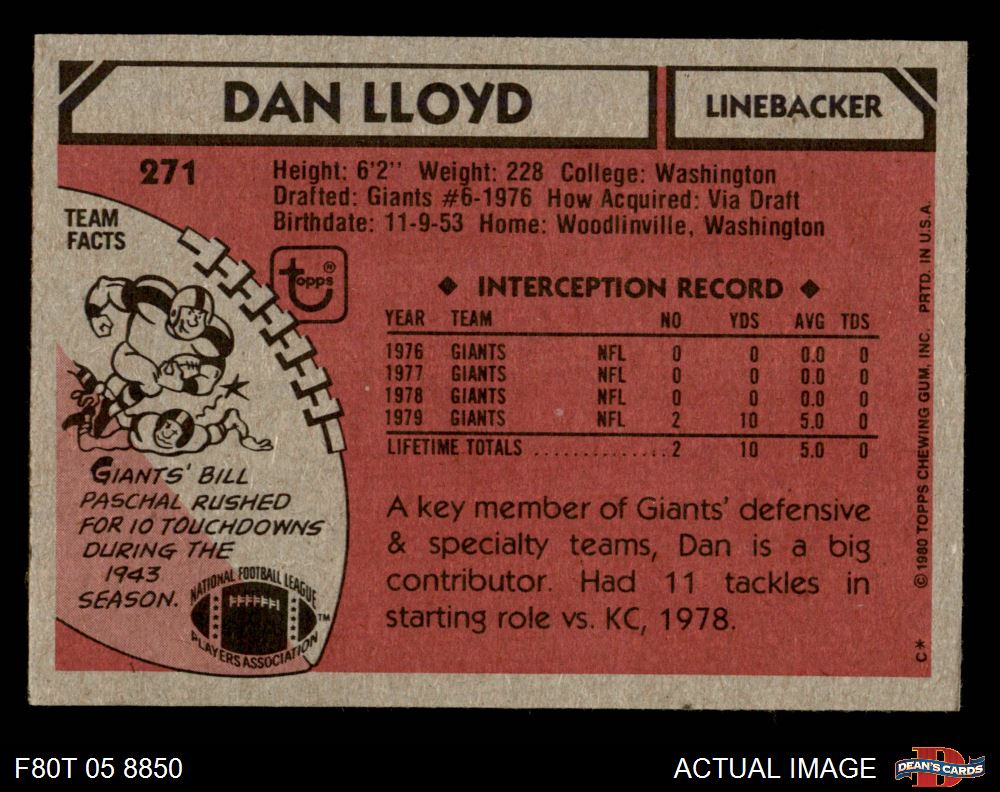 DAN LLOYD
LINEBACKER
271
Height: 6'2'' Weight: 228 College: Washington
Drafted: Giants #6-1976 How Acquired: Via Draft
Birthdate: 11-9-53 Home: Woodlinville, Washington
TEAM
FACTS
topps ®
◆ INTERCEPTION RECORD ◆
YEAR TEAM NO YDS AVG TDS
1976 GIANTS NFL 0 0 0.0 0
1977 GIANTS NFL 0 0 0.0 0
1978 GIANTS NFL 0 0 0.0 0
1979 GIANTS NFL 2 10 5.0 0
LIFETIME TOTALS . . . . . . . . . . . . . 2 10 5.0 0
GIANTS' BILL
PASCHAL RUSHED
FOR 10 TOUCHDOWNS
DURING THE
1943
SEASON.
NATIONAL FOOTBALL LEAGUE
PLAYERS ASSOCIATION
TM
A key member of Giants' defensive
& specialty teams, Dan is a big
contributor. Had 11 tackles in
starting role vs. KC, 1978.
C* © 1980 TOPPS CHEWING GUM, INC. PRTD. IN U.S.A.
F80T 05 8850
ACTUAL IMAGE
DEAN'S CARDS